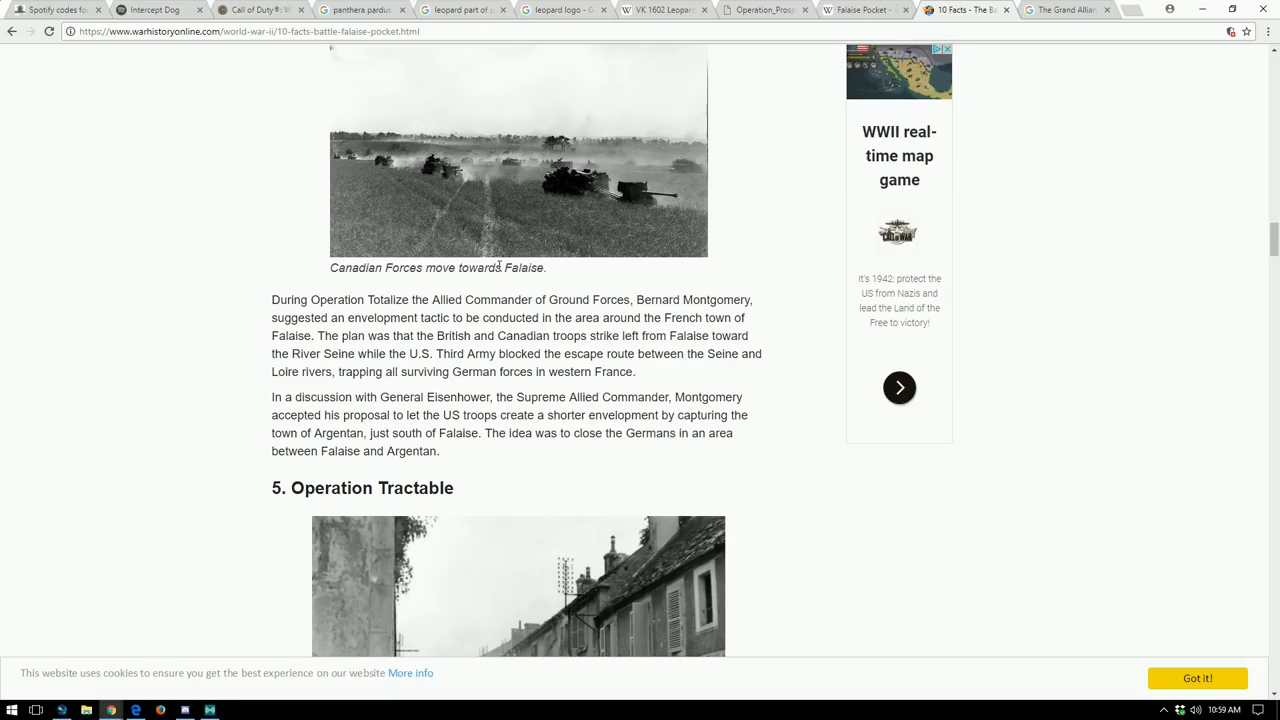 Spotify codes fo
Intercept Dog
Call of Duty®: W
panthera pardus
leopard part of p
leopard logo - G
VK 1602 Leopar
Operation_Prosp
Falaise Pocket -
10 Facts - The Ba
The Grand Allian
https://www.warhistoryonline.com/world-war-ii/10-facts-battle-falaise-pocket.html
Canadian Forces move towards Falaise.
During Operation Totalize the Allied Commander of Ground Forces, Bernard Montgomery,
suggested an envelopment tactic to be conducted in the area around the French town of
Falaise. The plan was that the British and Canadian troops strike left from Falaise toward
the River Seine while the U.S. Third Army blocked the escape route between the Seine and
Loire rivers, trapping all surviving German forces in western France.
In a discussion with General Eisenhower, the Supreme Allied Commander, Montgomery
accepted his proposal to let the US troops create a shorter envelopment by capturing the
town of Argentan, just south of Falaise. The idea was to close the Germans in an area
between Falaise and Argentan.
5. Operation Tractable
WWII real-
time map
game
CALL OF WAR
It's 1942: protect the
US from Nazis and
lead the Land of the
Free to victory!
This website uses cookies to ensure you get the best experience on our website More info
Got it!
10:59 AM